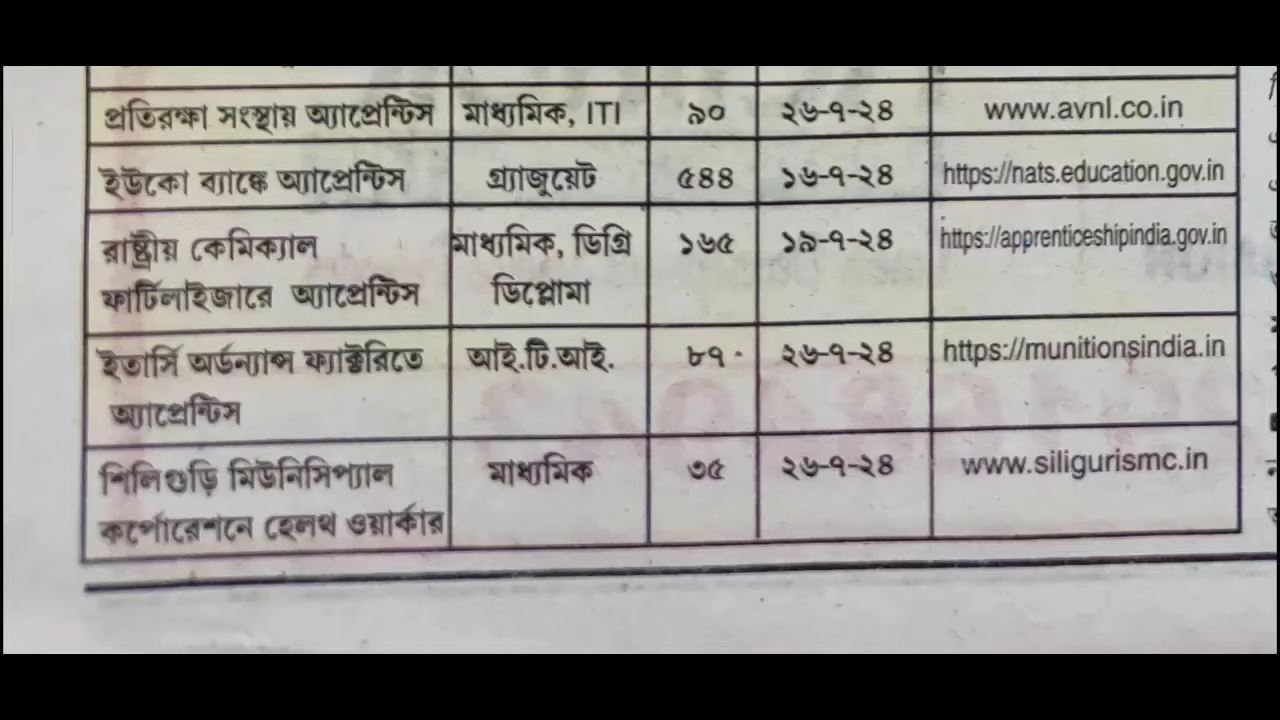 প্রতিরক্ষা সংস্থায় অ্যাপ্রেন্টিস মাধ্যমিক, ITI ৯০ ২৬-৭-২৪ www.avnl.co.in
ইউকো ব্যাঙ্কে অ্যাপ্রেন্টিস গ্র্যাজুয়েট ৫৪৪ ১৬-৭-২৪ https://nats.education.gov.in
রাষ্ট্রীয় কেমিক্যাল মাধ্যমিক, ডিগ্রি ১৬৫ ১৯-৭-২৪ https://apprenticeshipindia.gov.in
ফার্টিলাইজারে অ্যাপ্রেন্টিস ডিপ্লোমা
ইতার্সি অর্ডন্যান্স ফ্যাক্টরিতে আই.টি.আই. ৮৭ ২৬-৭-২৪ https://munitionsindia.in
অ্যাপ্রেন্টিস
শিলিগুড়ি মিউনিসিপ্যাল মাধ্যমিক ৩৫ ২৬-৭-২৪ www.siligurismc.in
কর্পোরেশনে হেলথ ওয়ার্কার